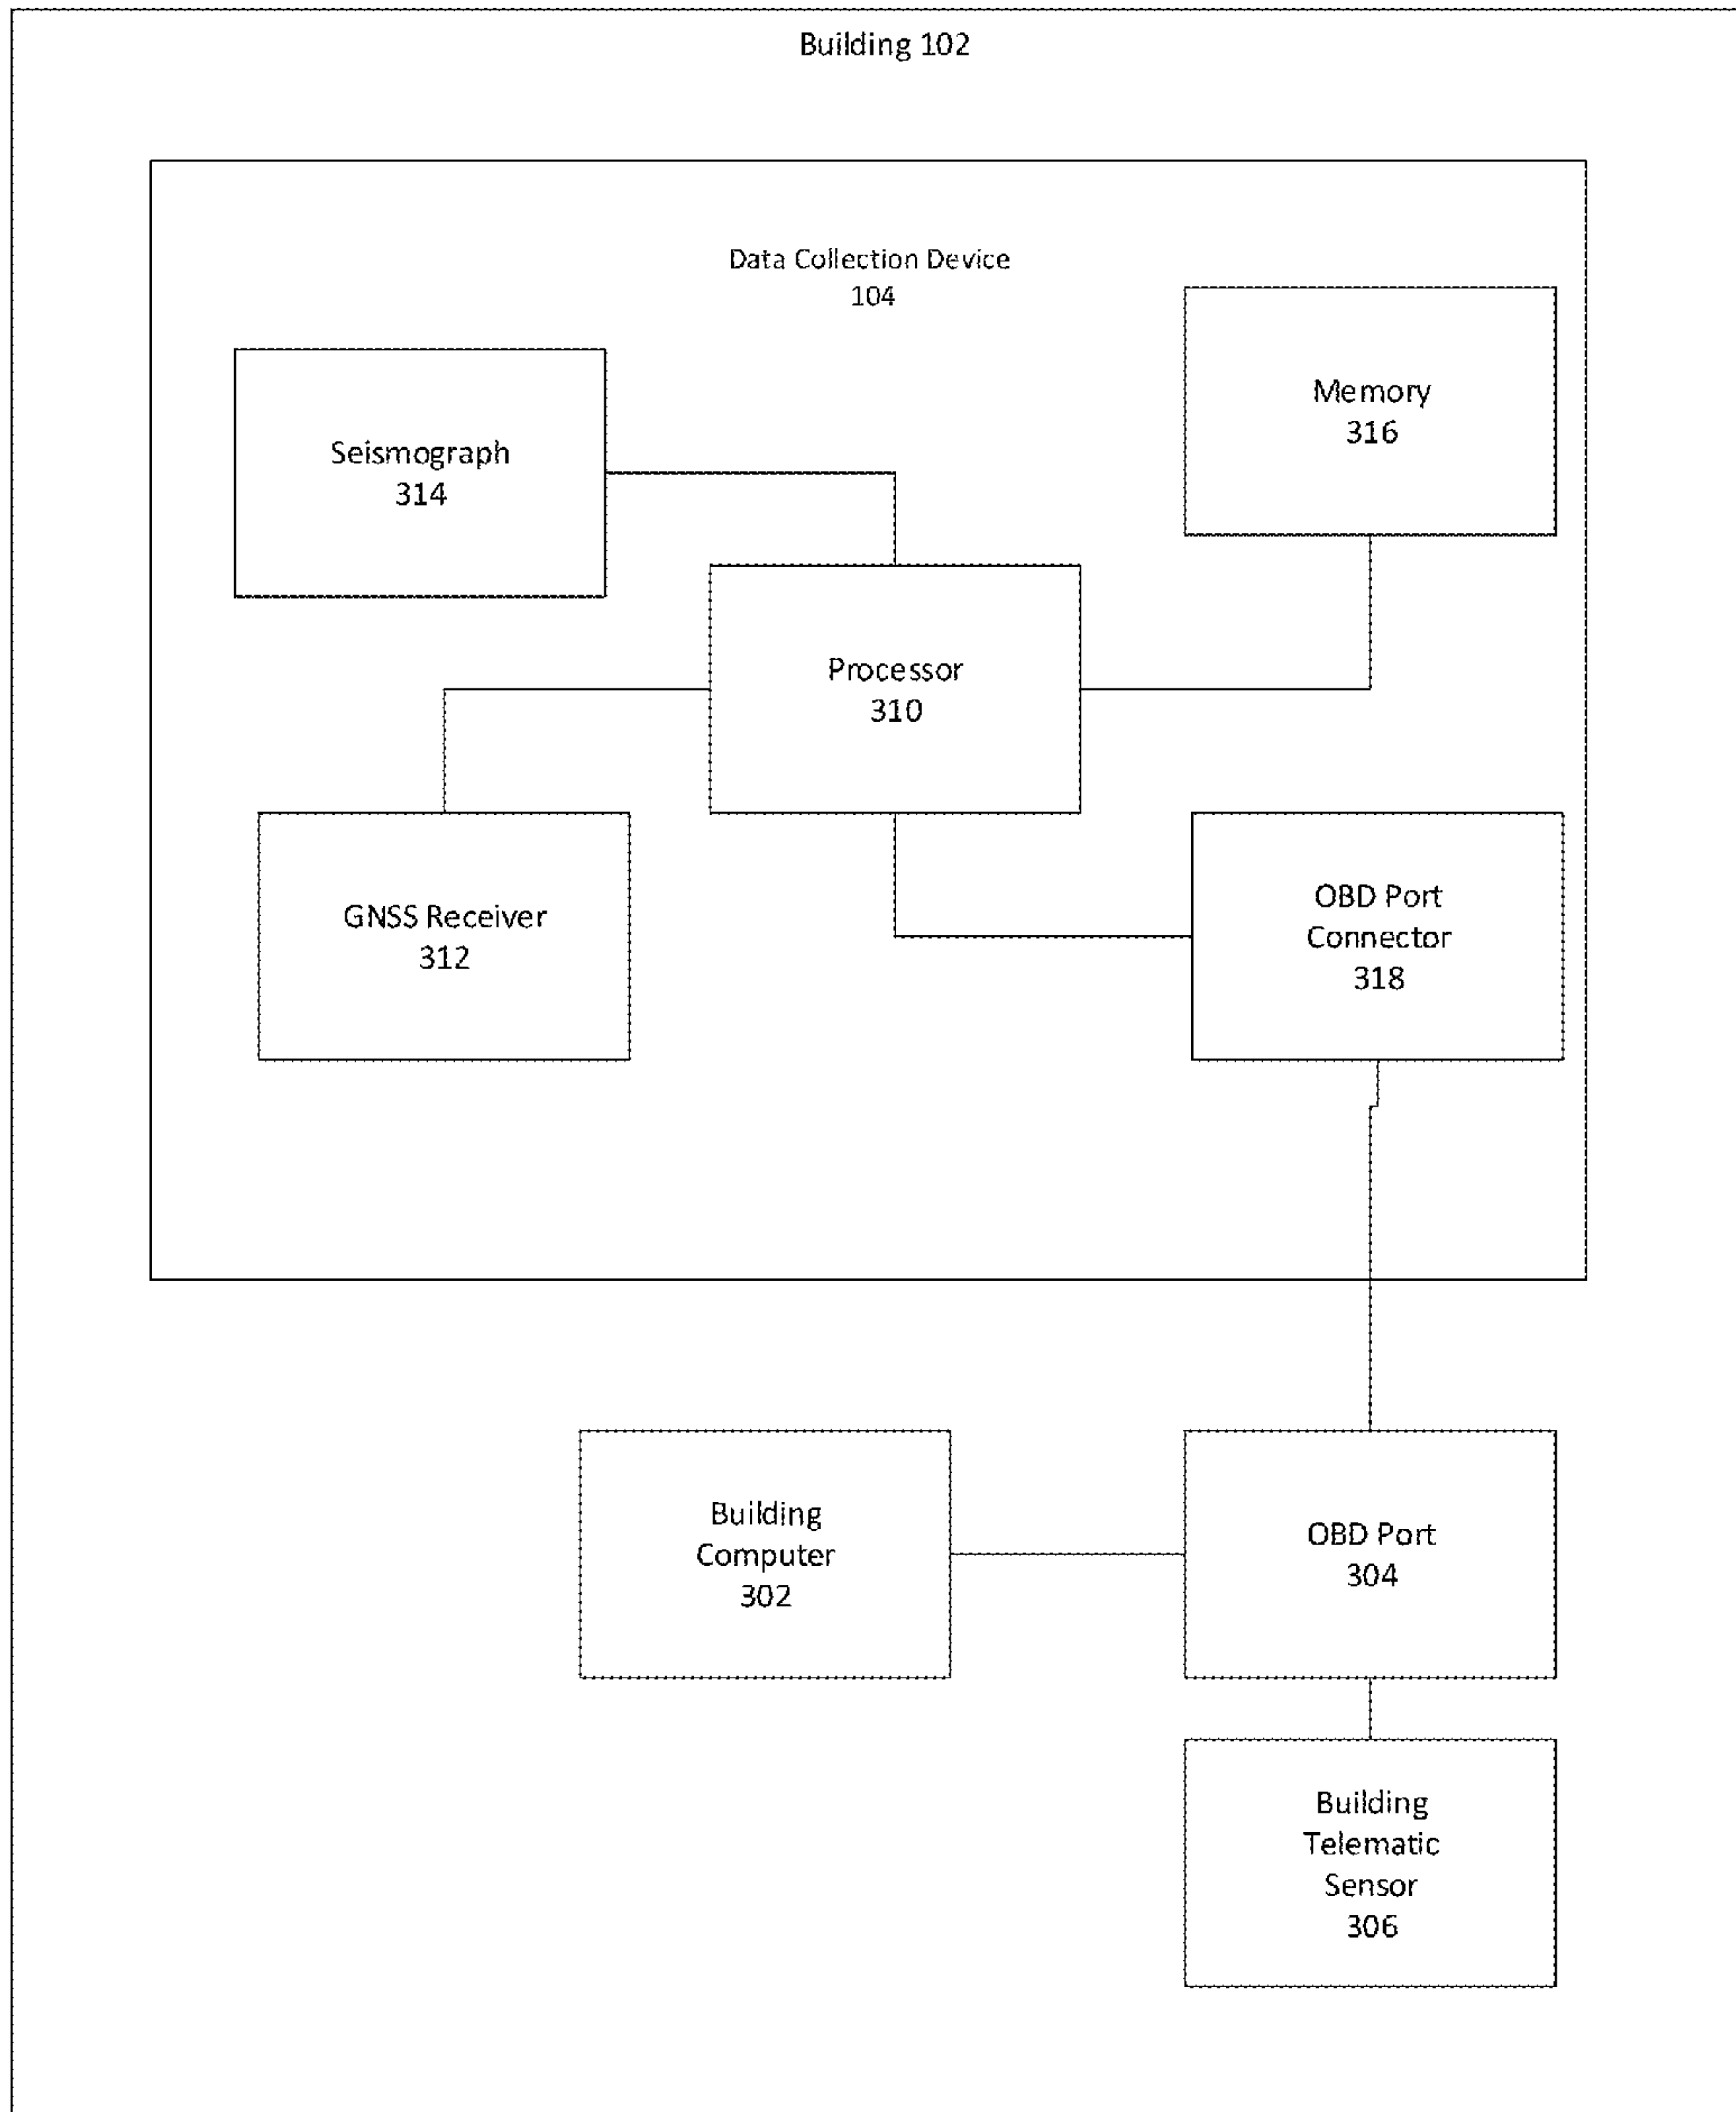 Building 102
Data Collection Device
104
Memory
316
Seismograph
314
Processor
310
GNSS Receiver
312
OBD Port
Connector
318
Building
Computer
302
OBD Port
304
Building
Telematic
Sensor
306